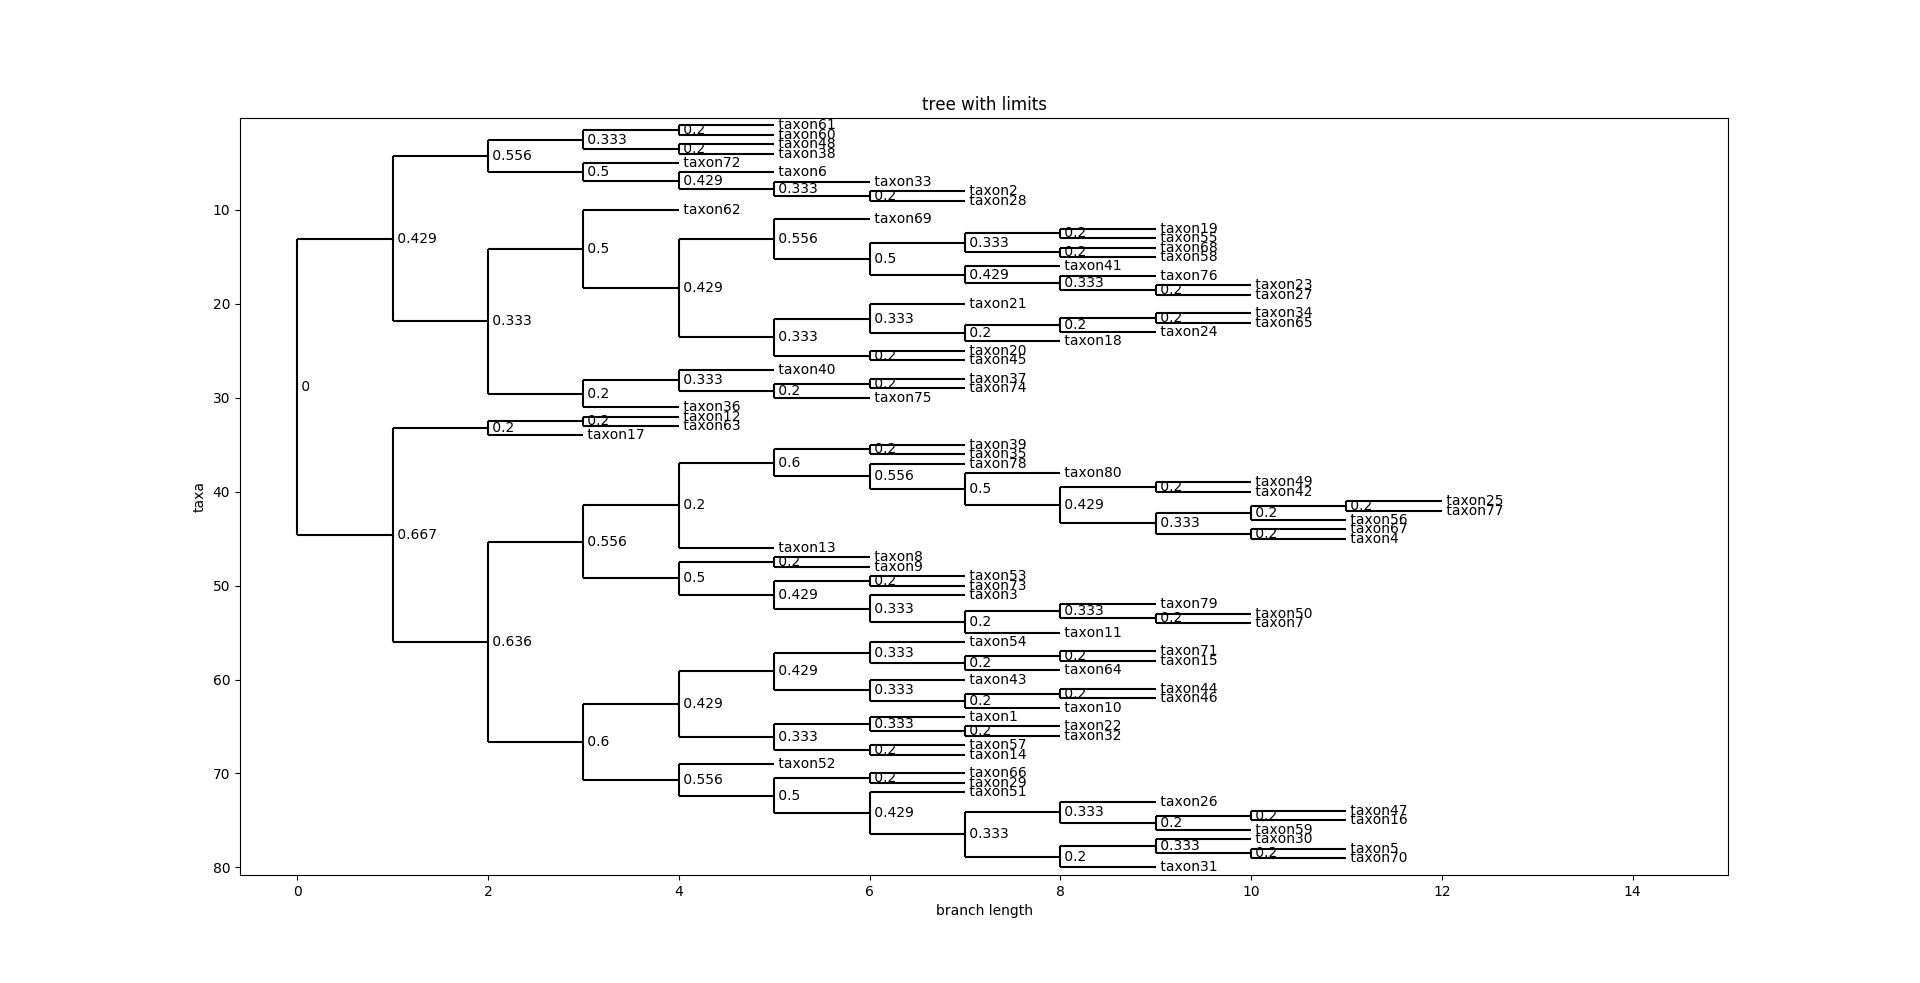 tree with limits
taxon61
0.2
taxon60
0.333
taxon48
0.2
taxon38
0.556
taxon72
0.5
taxon6
0.429
taxon33
0.333
taxon2
0.2
taxon28
10
taxon62
taxon69
taxon19
0.2
taxon55
0.429
0.556
0.333
taxon68
0.5
0.2
taxon58
0.5
taxon41
0.429
taxon76
0.333
taxon23
0.429
0.2
taxon27
20
taxon21
taxon34
0.333
0.333
0.2
taxon65
0.2
0.2
taxon24
0.333
taxon18
taxon20
0.2
taxon45
taxon40
0.333
taxon37
0
0.2
taxon74
0.2
0.2
30
taxon75
taxon36
taxon12
0.2
taxon63
0.2
taxon17
taxon39
0.2
taxon35
0.6
taxon78
taxon80
0.556
taxon49
0.5
0.2
taxon42
40
taxa
taxon25
0.2
0.429
0.2
taxon77
0.2
taxon56
0.333
taxon67
0.667
0.2
taxon4
0.556
taxon13
taxon8
0.2
taxon9
0.5
taxon53
0.2
taxon73
50
0.429
taxon3
taxon79
0.333
0.333
taxon50
0.2
taxon7
0.2
taxon11
0.636
taxon54
0.333
taxon71
0.2
taxon15
0.2
taxon64
0.429
60
taxon43
0.333
taxon44
0.2
taxon46
0.2
0.429
taxon10
taxon1
0.333
taxon22
0.2
taxon32
0.333
0.6
taxon57
0.2
taxon14
taxon52
70
taxon66
0.556
0.2
taxon29
0.5
taxon51
taxon26
0.429
0.333
taxon47
0.2
taxon16
0.2
taxon59
0.333
taxon30
0.333
taxon5
0.2
0.2
taxon70
80
taxon31
0 2 4 6 8 10 12 14
branch length